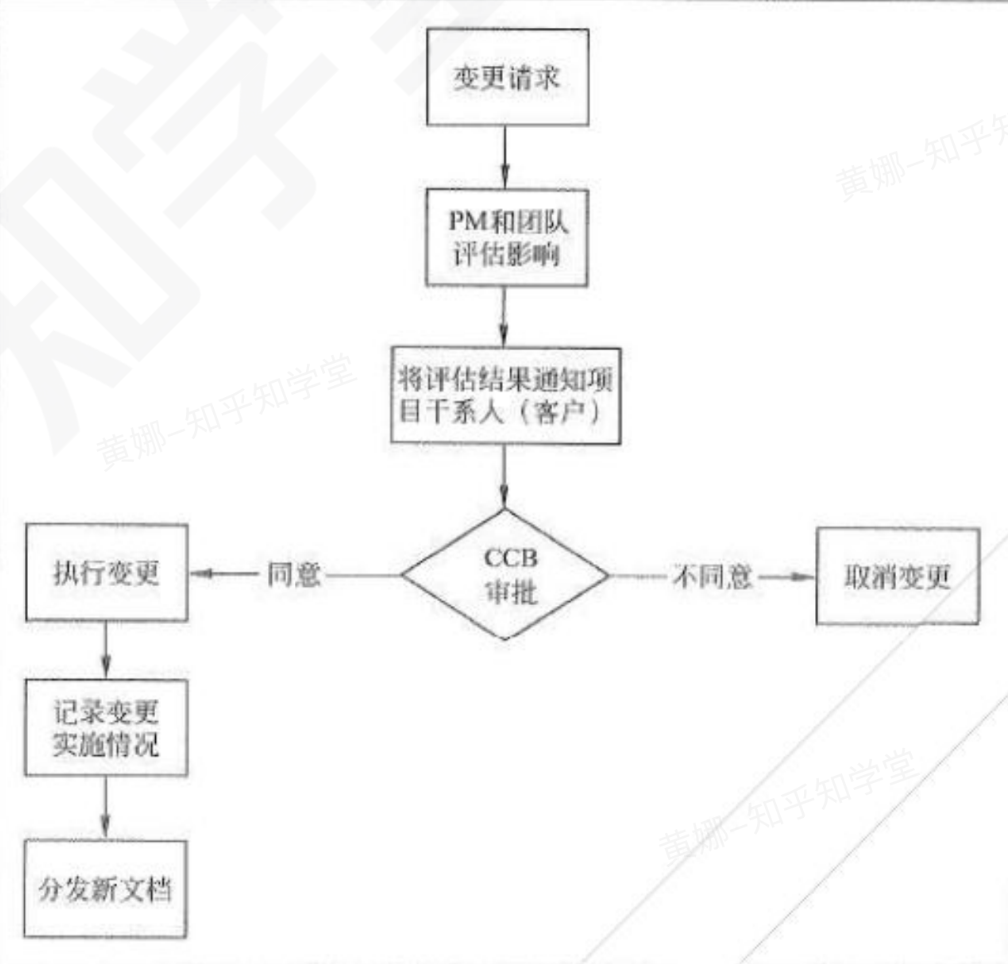 变更请求
PM和团队
评估影响
将评估结果通知项
目干系人（客户）
CCB
审批
同意
不同意
执行变更
取消变更
记录变更
实施情况
分发新文档
黄娜-知乎知
黄娜-知乎知学堂
黄娜-知乎知学堂
知学堂